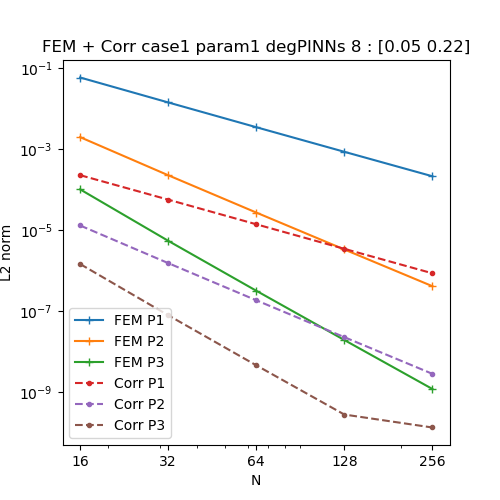 FEM + Corr case1 param1 degPINNs 8 : [0.05 0.22]
10⁻¹
10⁻³
10⁻⁵
10⁻⁷
10⁻⁹
L2 norm
FEM P1
FEM P2
FEM P3
Corr P1
Corr P2
Corr P3
16 32 64 128 256
N